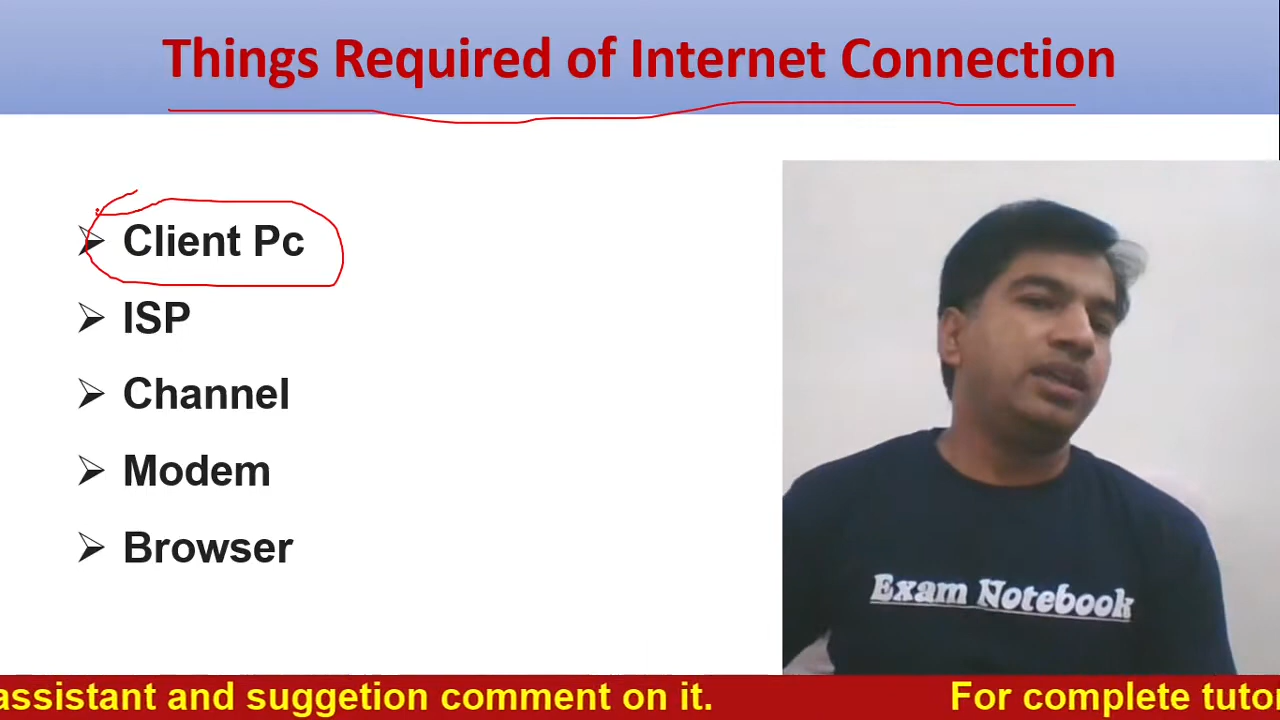 Things Required of Internet Connection
Client Pc
ISP
Channel
Modem
Browser
Exam Notebook
assistant and suggetion comment on it.
For complete